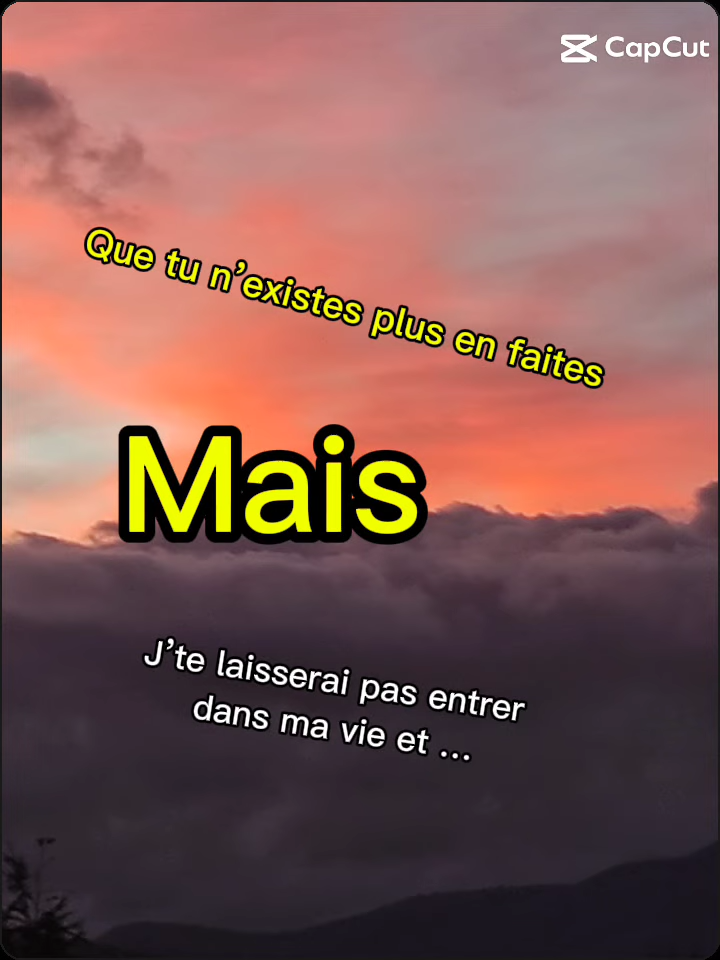 CapCut
Que tu n’existes plus en faites
Mais
J’te laisserai pas entrer
dans ma vie et ...